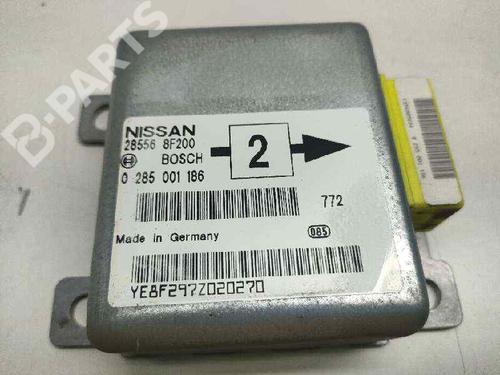 B-PARTS
NISSAN
28556 8F200
BOSCH
2
0 285 001 186
772
Made in Germany
085
YE8F297Z020270